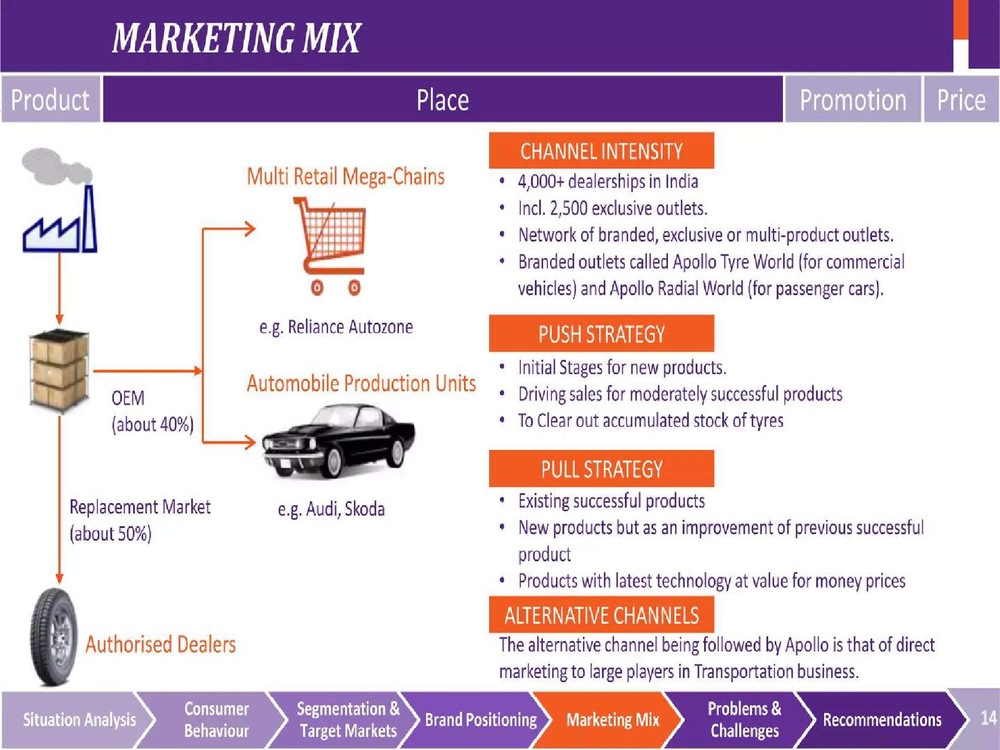 MARKETING MIX
Product
Place
Promotion
Price
Multi Retail Mega-Chains
e.g. Reliance Autozone
Automobile Production Units
OEM
(about 40%)
e.g. Audi, Skoda
Replacement Market
(about 50%)
Authorised Dealers
CHANNEL INTENSITY
• 4,000+ dealerships in India
• Incl. 2,500 exclusive outlets.
• Network of branded, exclusive or multi-product outlets.
• Branded outlets called Apollo Tyre World (for commercial
vehicles) and Apollo Radial World (for passenger cars).
PUSH STRATEGY
• Initial Stages for new products.
• Driving sales for moderately successful products
• To Clear out accumulated stock of tyres
PULL STRATEGY
• Existing successful products
• New products but as an improvement of previous successful
product
• Products with latest technology at value for money prices
ALTERNATIVE CHANNELS
The alternative channel being followed by Apollo is that of direct
marketing to large players in Transportation business.
Situation Analysis
Consumer
Behaviour
Segmentation &
Target Markets
Brand Positioning
Marketing Mix
Problems &
Challenges
Recommendations
14